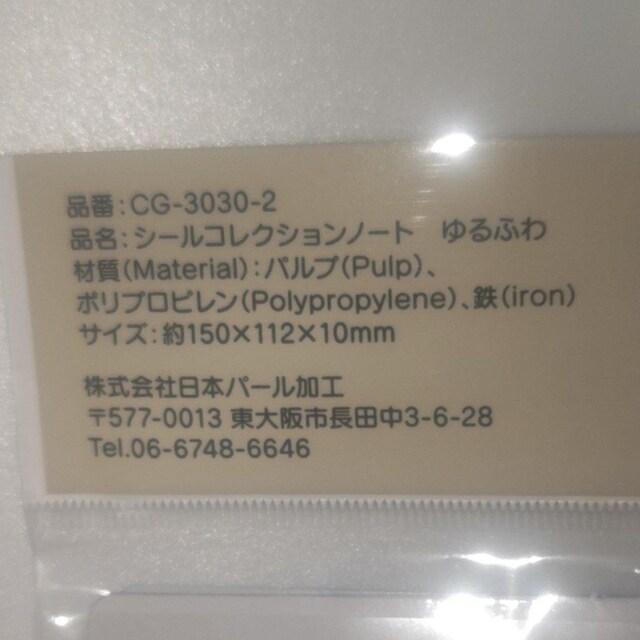 品番:CG-3030-2
品名:シールコレクションノート　ゆるふわ
材質(Material):パルプ(Pulp)、
ポリプロピレン(Polypropylene)、鉄(iron)
サイズ:約150×112×10mm
株式会社日本パール加工
〒577-0013 東大阪市長田中3-6-28
Tel.06-6748-6646